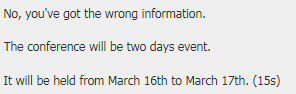 No, you've got the wrong information.
The conference will be two days event.
It will be held from March 16th to March 17th. (15s)